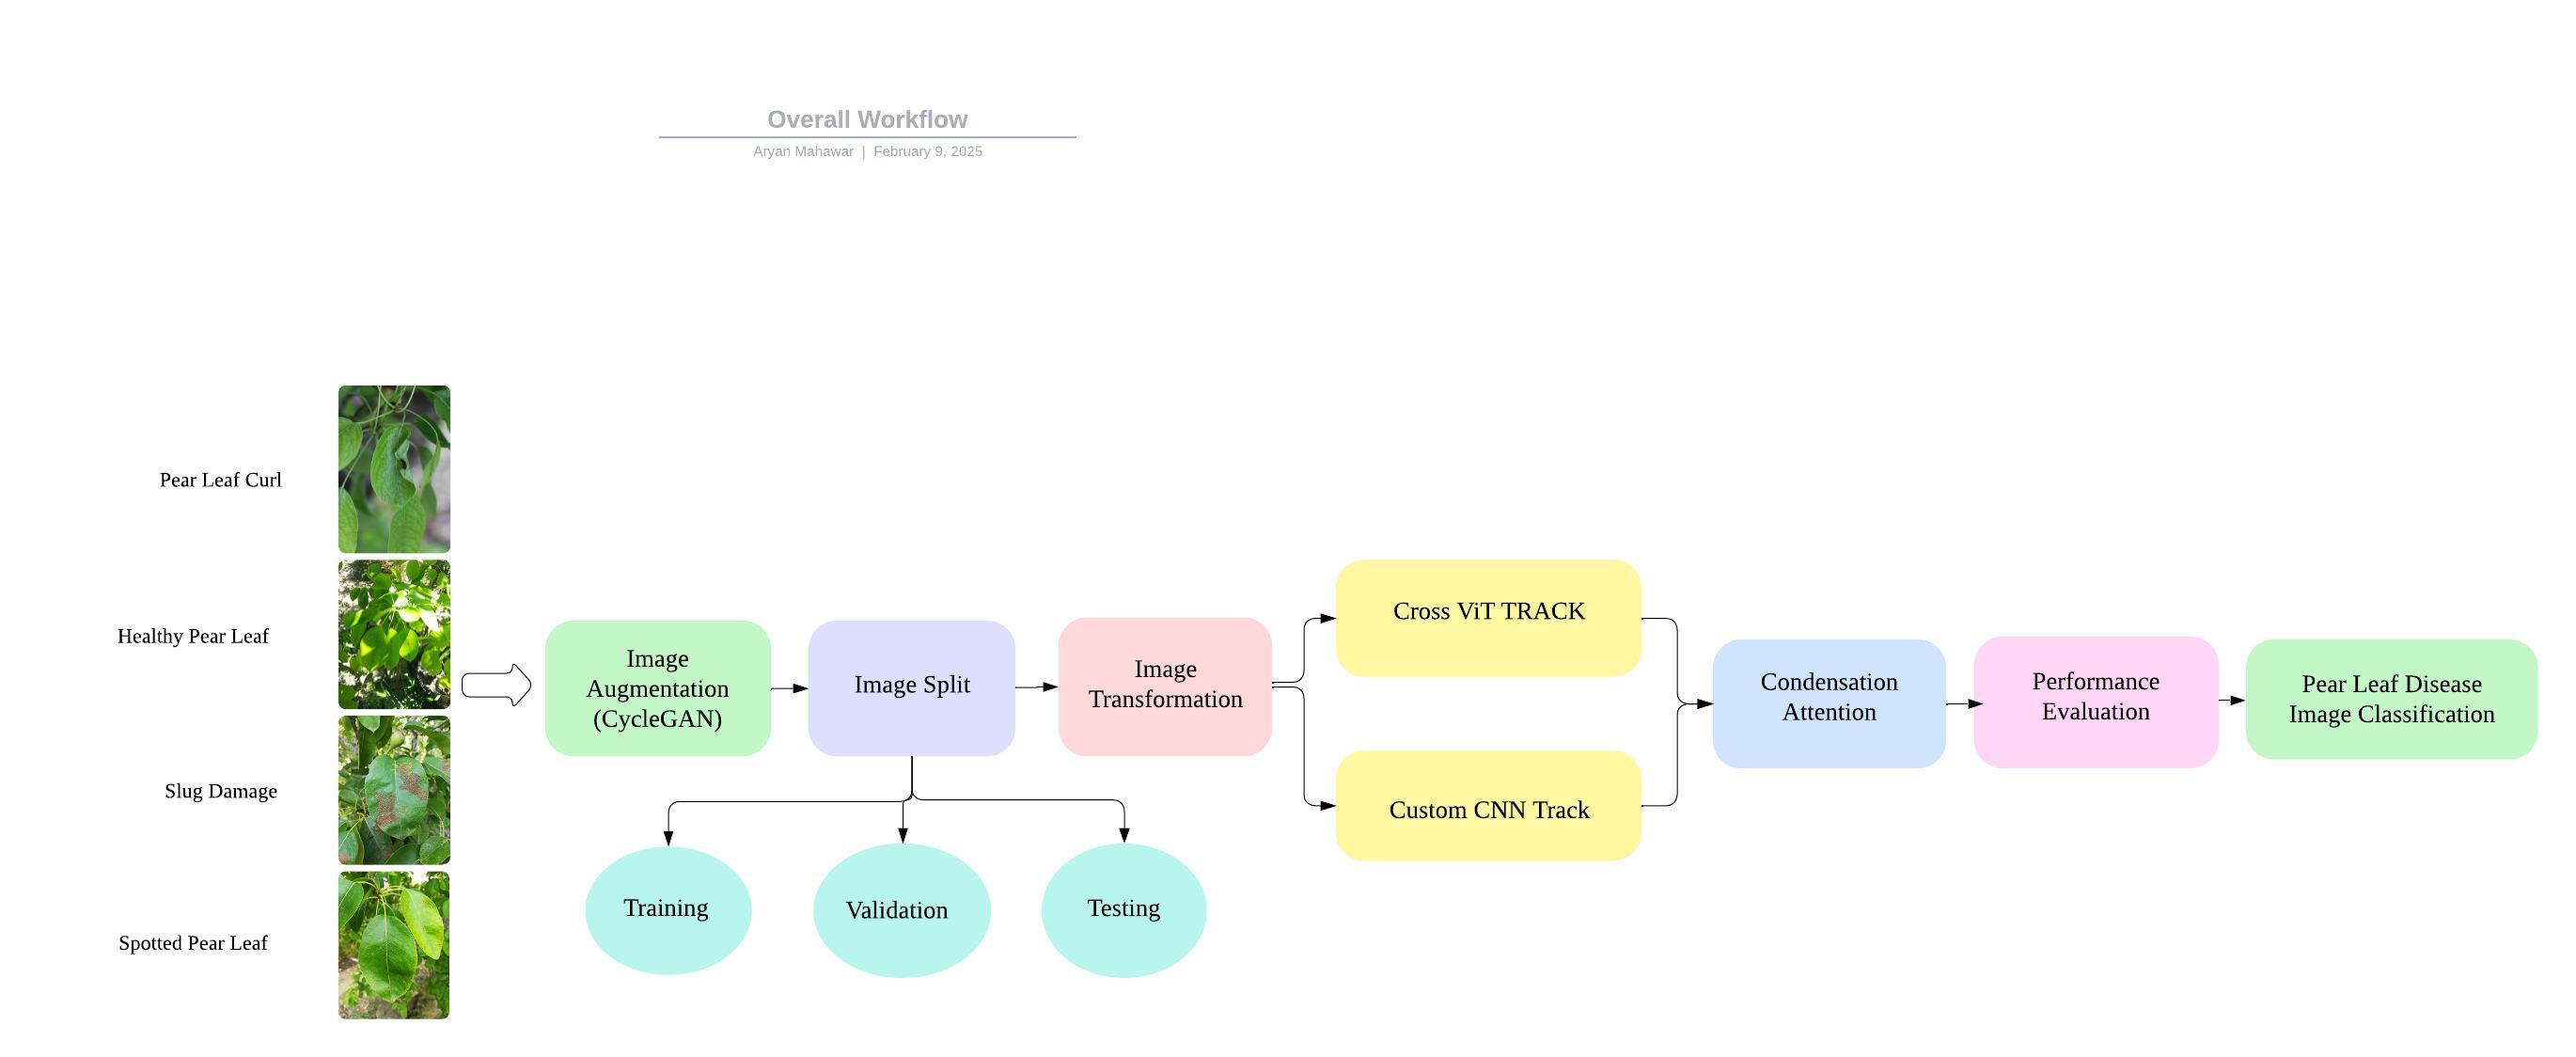 Overall Workflow
Aryan Mahawar | February 9, 2025
Pear Leaf Curl
Healthy Pear Leaf
Slug Damage
Spotted Pear Leaf
Image
Augmentation
(CycleGAN)
Image Split
Training
Validation
Testing
Image
Transformation
Cross ViT TRACK
Custom CNN Track
Condensation
Attention
Performance
Evaluation
Pear Leaf Disease
Image Classification